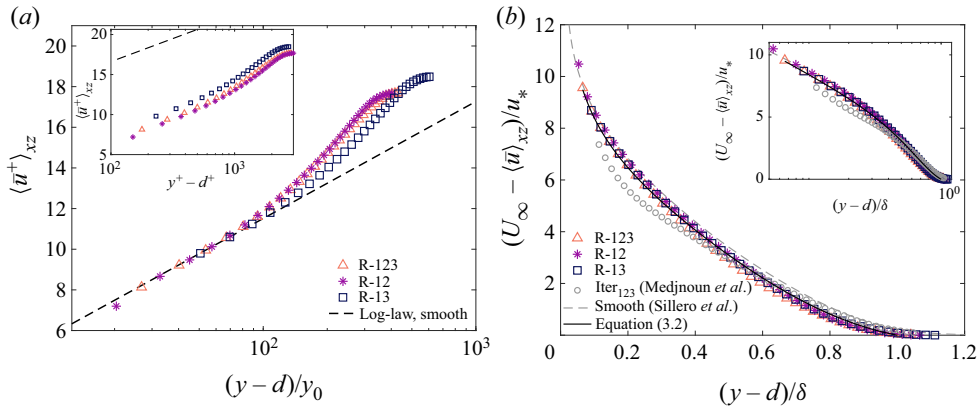 (a)
20
18
16
14
12
10
8
6
⟨ū⁺⟩xz
10²
10³
(y – d)/y₀
20
15
10
5
⟨ū⁺⟩xz
10²
10³
y⁺ – d⁺
R-123
R-12
R-13
Log-law, smooth
(b)
12
10
8
6
4
2
0
(U∞ – ⟨ū⟩xz)/u*
0.2
0.4
0.6
0.8
1.0
1.2
(y – d)/δ
10
5
0
(U∞ – ⟨ū⟩xz)/u*
10⁰
(y – d)/δ
R-123
R-12
R-13
Iter₁₂₃ (Medjnoun et al.)
Smooth (Sillero et al.)
Equation (3.2)